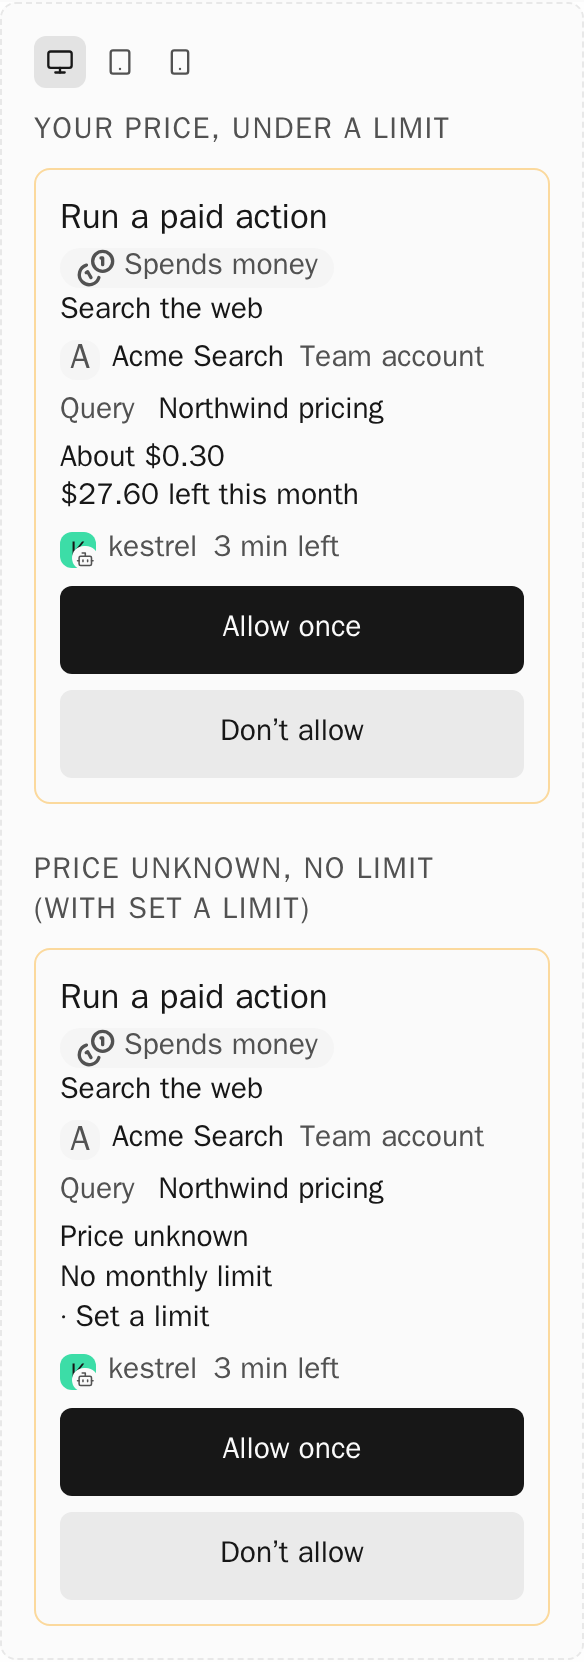 YOUR PRICE, UNDER A LIMIT
Run a paid action
Spends money
Search the web
A Acme Search Team account
Query Northwind pricing
About $0.30
$27.60 left this month
kestrel 3 min left
Allow once
Don’t allow
PRICE UNKNOWN, NO LIMIT
(WITH SET A LIMIT)
Run a paid action
Spends money
Search the web
A Acme Search Team account
Query Northwind pricing
Price unknown
No monthly limit
· Set a limit
kestrel 3 min left
Allow once
Don’t allow